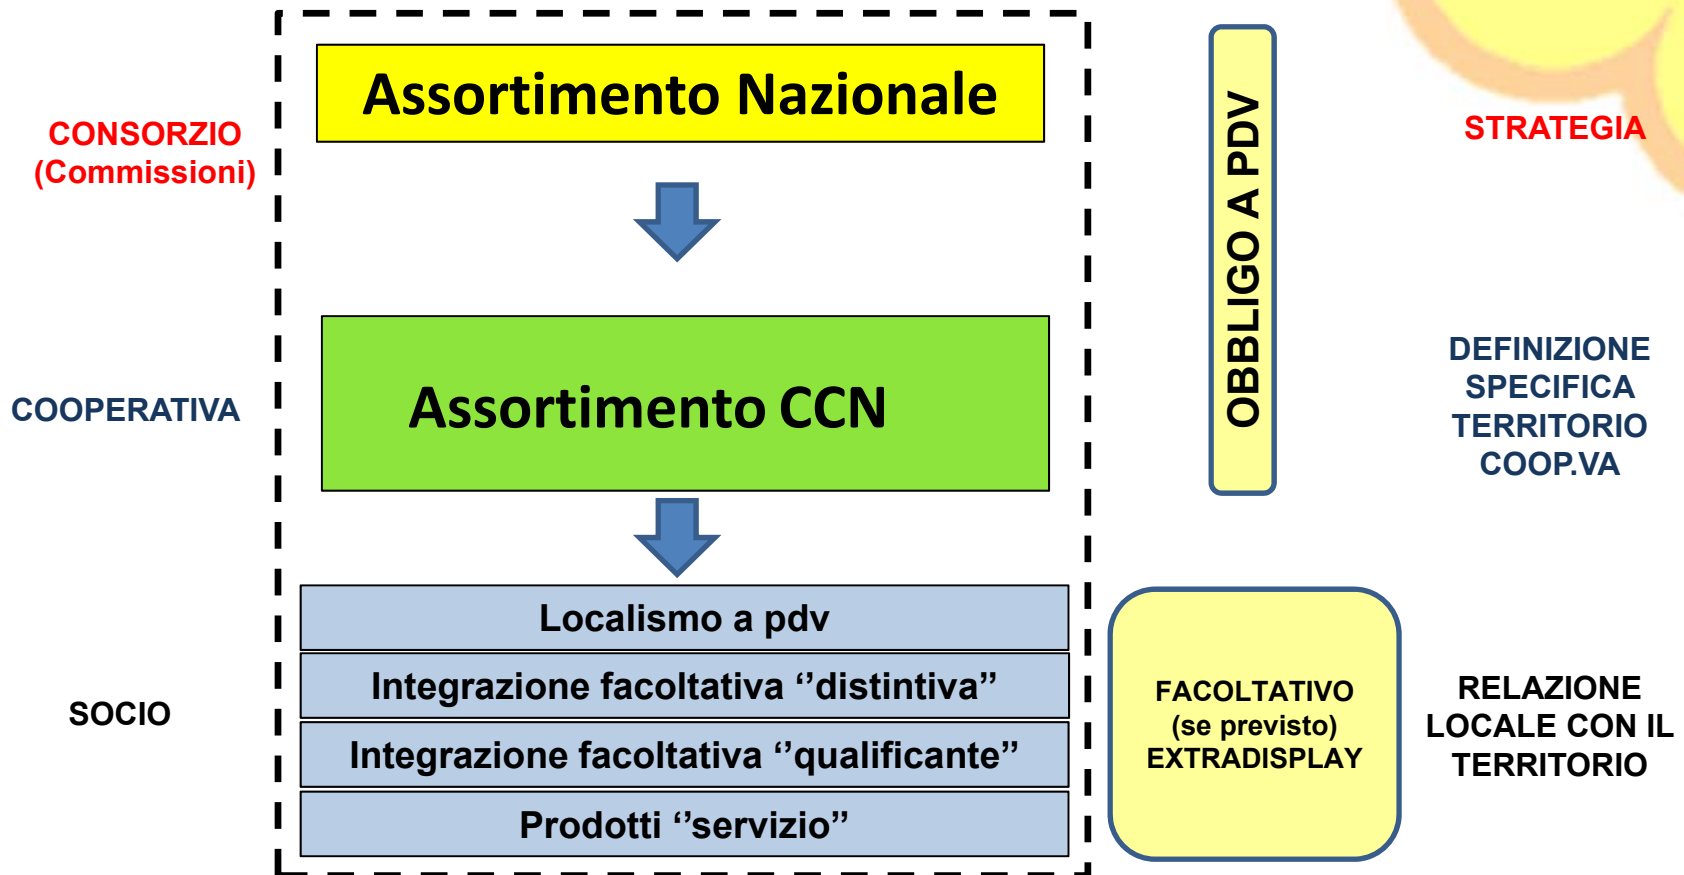 Assortimento Nazionale
CONSORZIO
(Commissioni)
OBBLIGO A PDV
STRATEGIA
COOPERATIVA
Assortimento CCN
DEFINIZIONE
SPECIFICA
TERRITORIO
COOP.VA
SOCIO
Localismo a pdv
Integrazione facoltativa ‘’distintiva’’
Integrazione facoltativa ‘’qualificante’’
Prodotti ‘’servizio’’
FACOLTATIVO
(se previsto)
EXTRADISPLAY
RELAZIONE
LOCALE CON IL
TERRITORIO